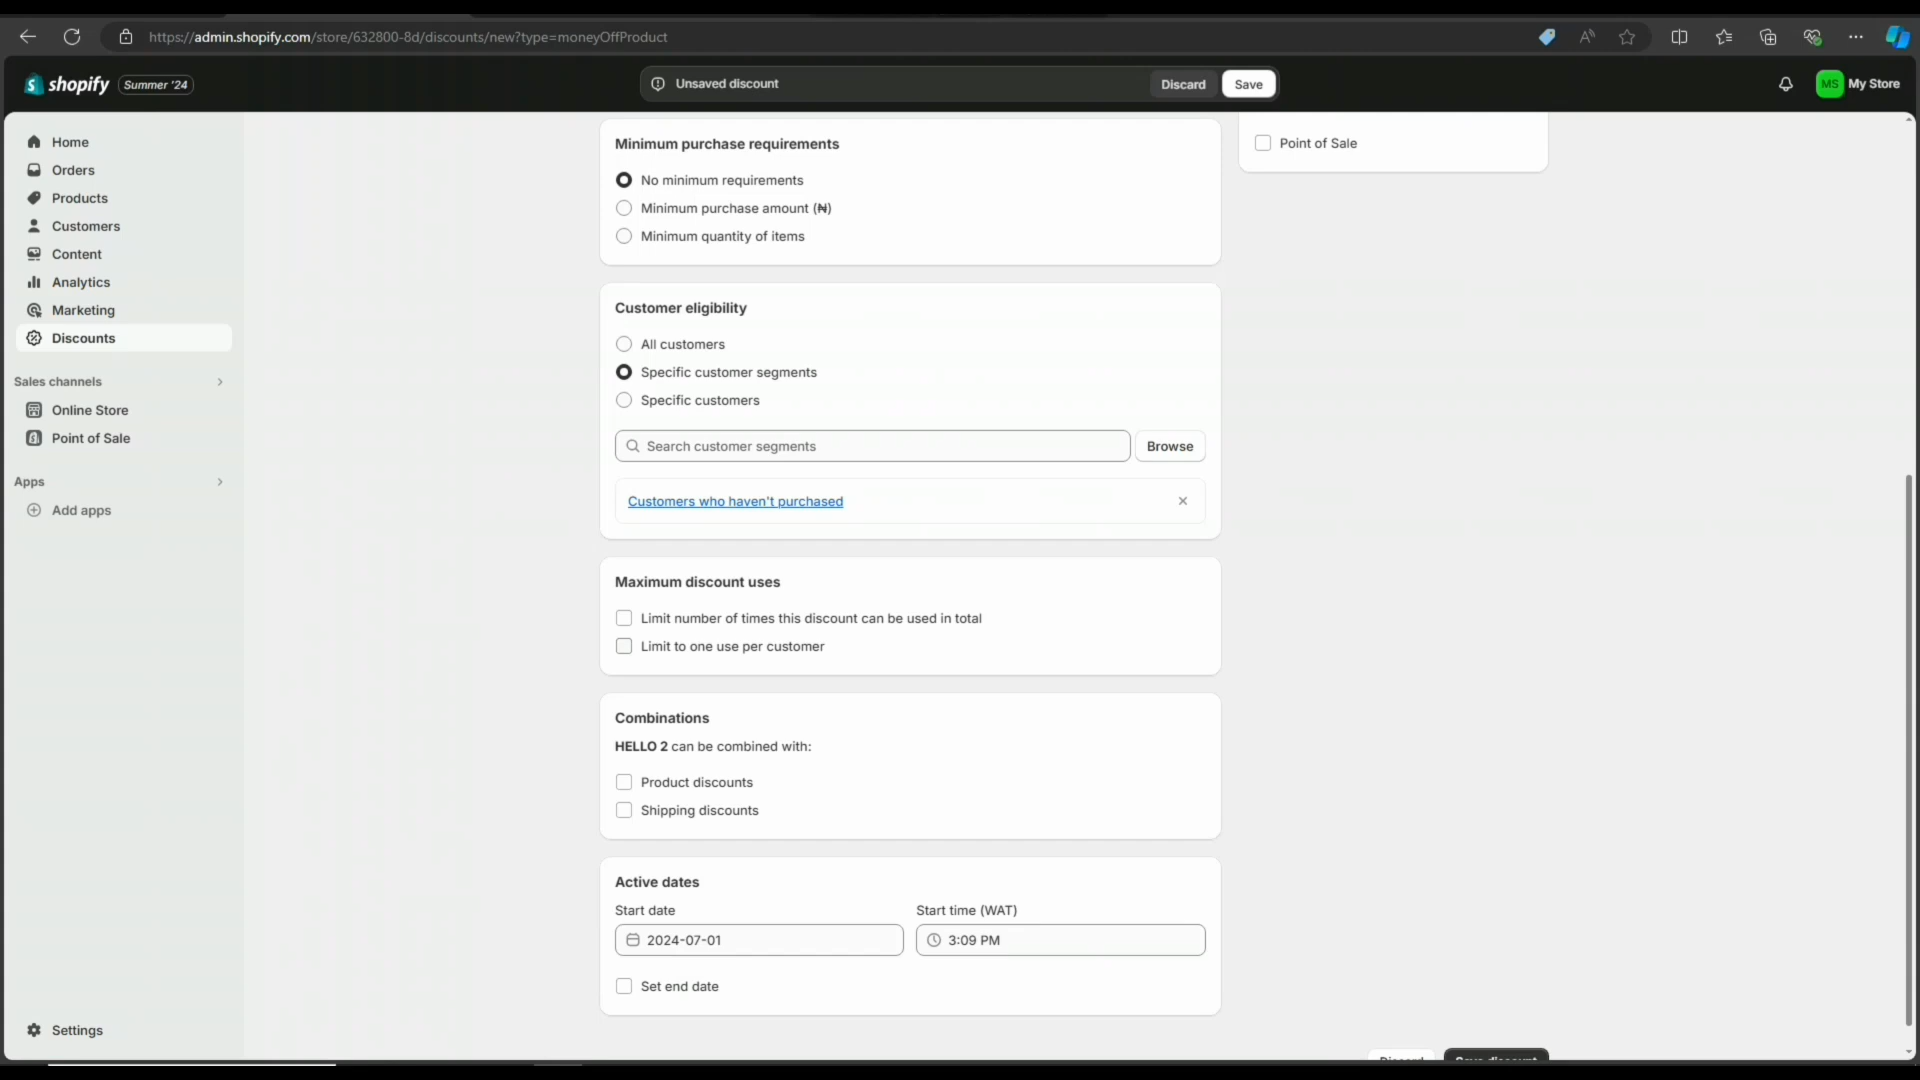 https://admin.shopify.com/store/632800-8d/discounts/new?type=moneyOffProduct
shopify
Summer '24
Unsaved discount
Discard
Save
MS
My Store
Home
Orders
Products
Customers
Content
Analytics
Marketing
Discounts
Sales channels
Online Store
Point of Sale
Apps
Add apps
Settings
Minimum purchase requirements
No minimum requirements
Minimum purchase amount (₦)
Minimum quantity of items
Customer eligibility
All customers
Specific customer segments
Specific customers
Search customer segments
Browse
Customers who haven't purchased
Maximum discount uses
Limit number of times this discount can be used in total
Limit to one use per customer
Combinations
HELLO 2 can be combined with:
Product discounts
Shipping discounts
Active dates
Start date
Start time (WAT)
2024-07-01
3:09 PM
Set end date
Point of Sale
Discard
Save discount